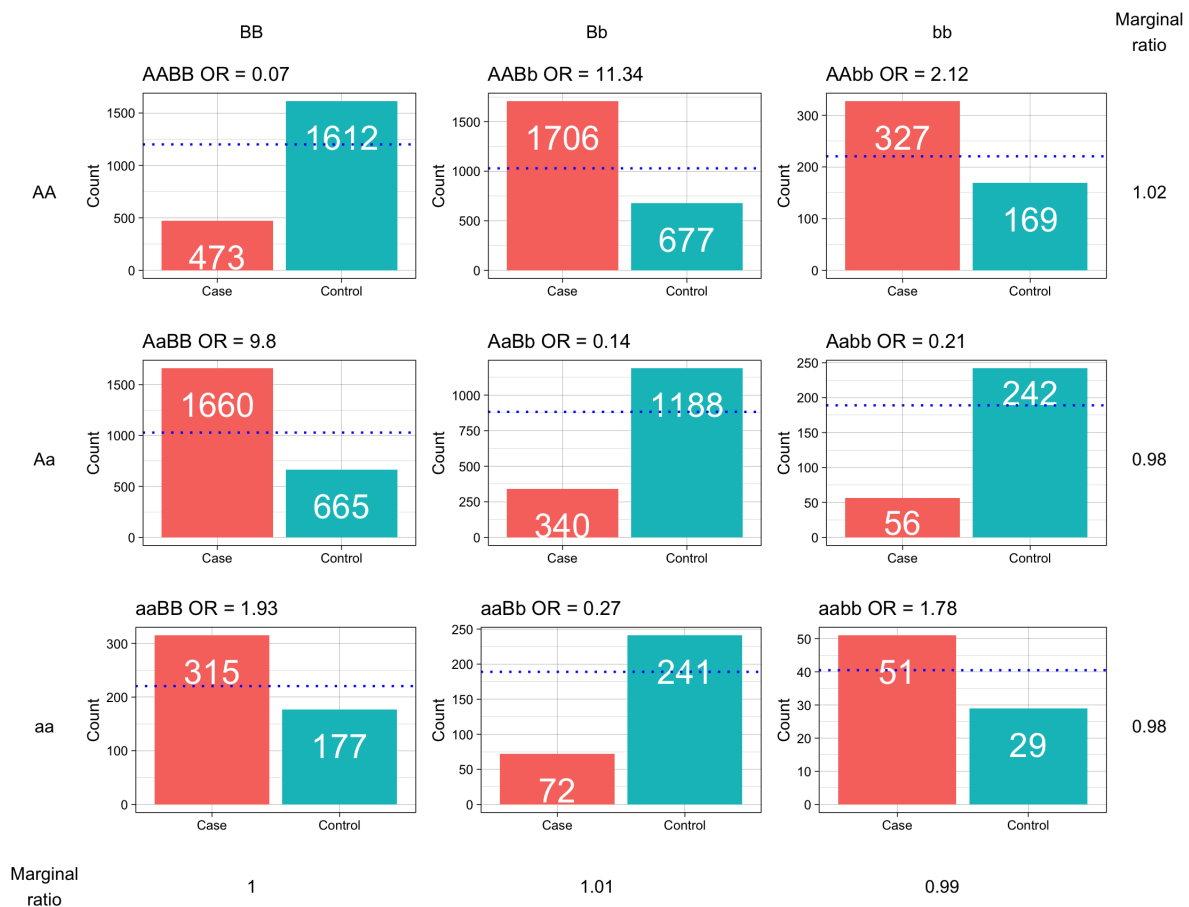 BB
Bb
bb
Marginal
ratio
AA
AABB OR = 0.07
Count
1500
1000
500
0
473
1612
Case
Control
AABb OR = 11.34
Count
1500
1000
500
0
1706
677
Case
Control
AAbb OR = 2.12
Count
300
200
100
0
327
169
Case
Control
1.02
Aa
AaBB OR = 9.8
Count
1500
1000
500
0
1660
665
Case
Control
AaBb OR = 0.14
Count
1000
750
500
250
0
340
1188
Case
Control
Aabb OR = 0.21
Count
250
200
150
100
50
0
56
242
Case
Control
0.98
aa
aaBB OR = 1.93
Count
300
200
100
0
315
177
Case
Control
aaBb OR = 0.27
Count
250
200
150
100
50
0
72
241
Case
Control
aabb OR = 1.78
Count
50
40
30
20
10
0
51
29
Case
Control
0.98
Marginal
ratio
1
1.01
0.99